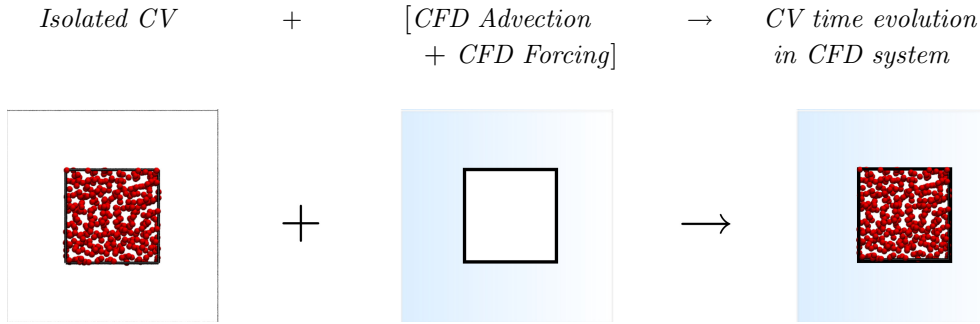 Isolated CV + [CFD Advection → CV time evolution
+ CFD Forcing] in CFD system
+ →